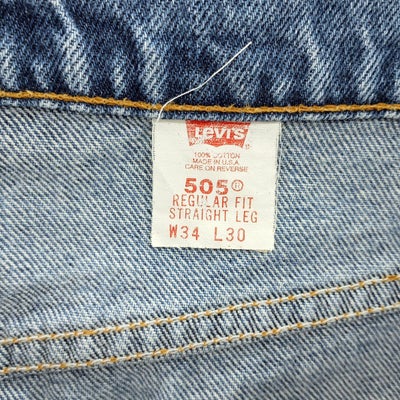 Levi's
100% COTTON
MADE IN U.S.A.
CARE ON REVERSE
505®
REGULAR FIT
STRAIGHT LEG
W34 L30